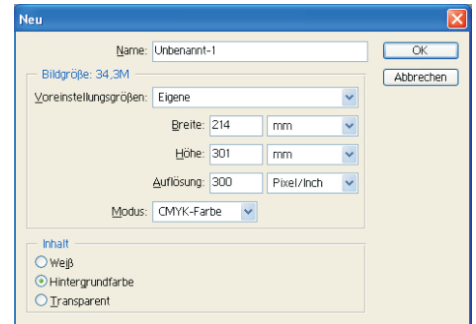 Neu
Name: Unbenannt-1
OK
Bildgröße: 34,3M
Abbrechen
Voreinstellungsgrößen: Eigene
Breite: 214 mm
Höhe: 301 mm
Auflösung: 300 Pixel/Inch
Modus: CMYK-Farbe
Inhalt
Weiß
Hintergrundfarbe
Transparent